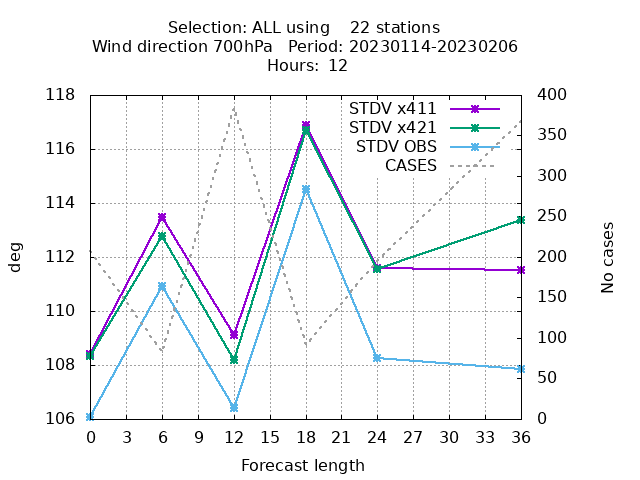 Selection: ALL using    22 stations
Wind direction 700hPa   Period: 20230114-20230206
Hours: 12
118 400
STDV x411
350
STDV x421
116 STDV OBS
CASES
300
114
250
deg 112 200 No cases
150
110
100
108
50
106 0
0 3 6 9 12 15 18 21 24 27 30 33 36
Forecast length